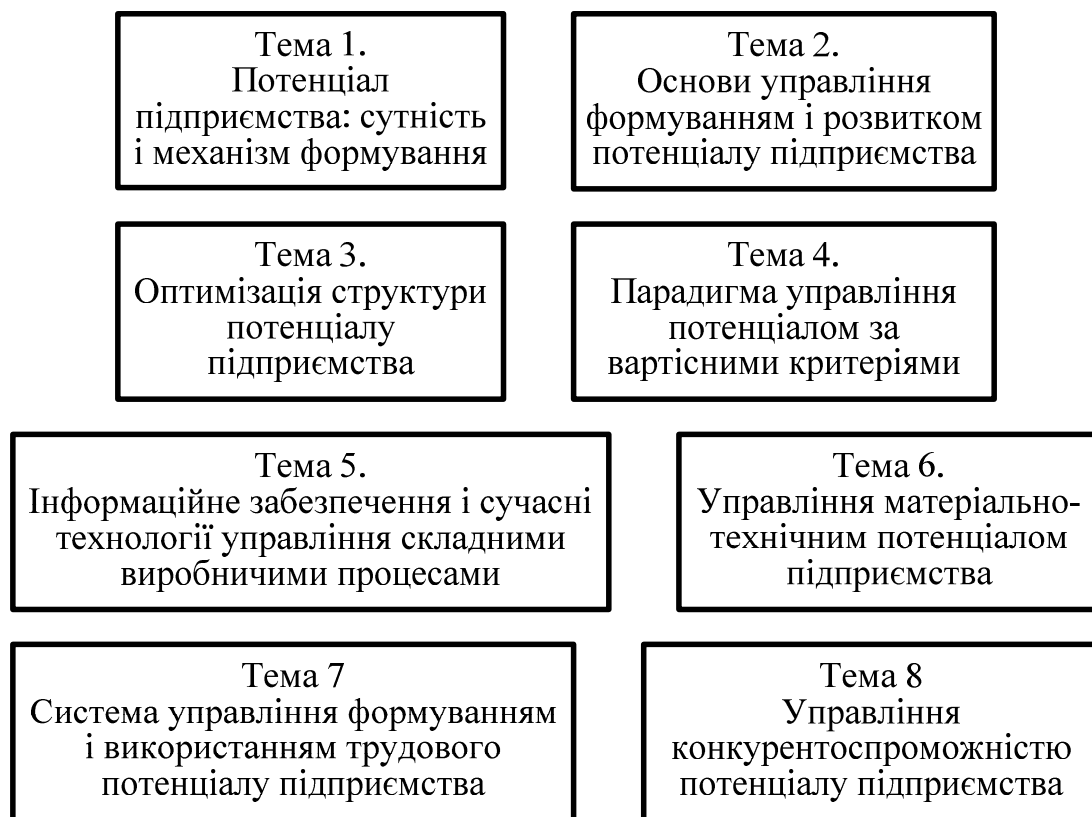 Тема 1.
Потенціал
підприємства: сутність
і механізм формування
Тема 2.
Основи управління
формуванням і розвитком
потенціалу підприємства
Тема 3.
Оптимізація структури
потенціалу
підприємства
Тема 4.
Парадигма управління
потенціалом за
вартісними критеріями
Тема 5.
Інформаційне забезпечення і сучасні
технології управління складними
виробничими процесами
Тема 6.
Управління матеріально-
технічним потенціалом
підприємства
Тема 7
Система управління формуванням
і використанням трудового
потенціалу підприємства
Тема 8
Управління
конкурентоспроможністю
потенціалу підприємства